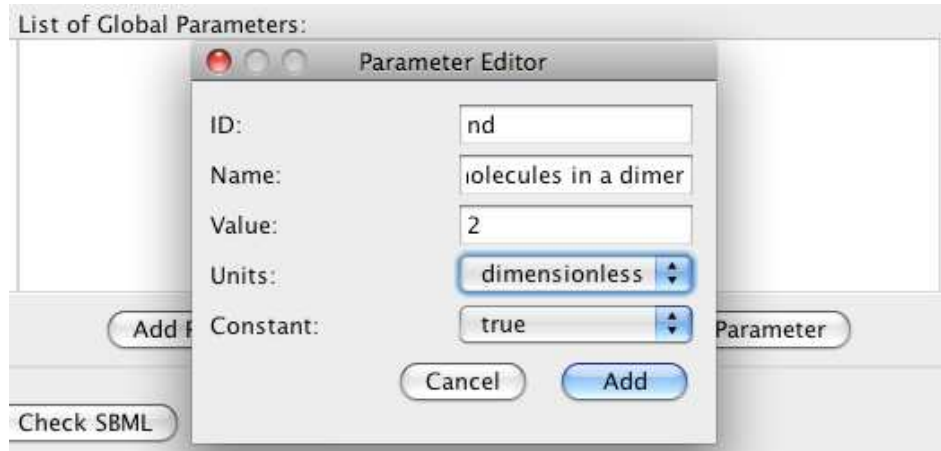 List of Global Parameters:
Parameter Editor
ID:
nd
Name:
olecules in a dimer
Value:
2
Units:
dimensionless
Constant:
true
Add
Parameter
Cancel
Add
Check SBML